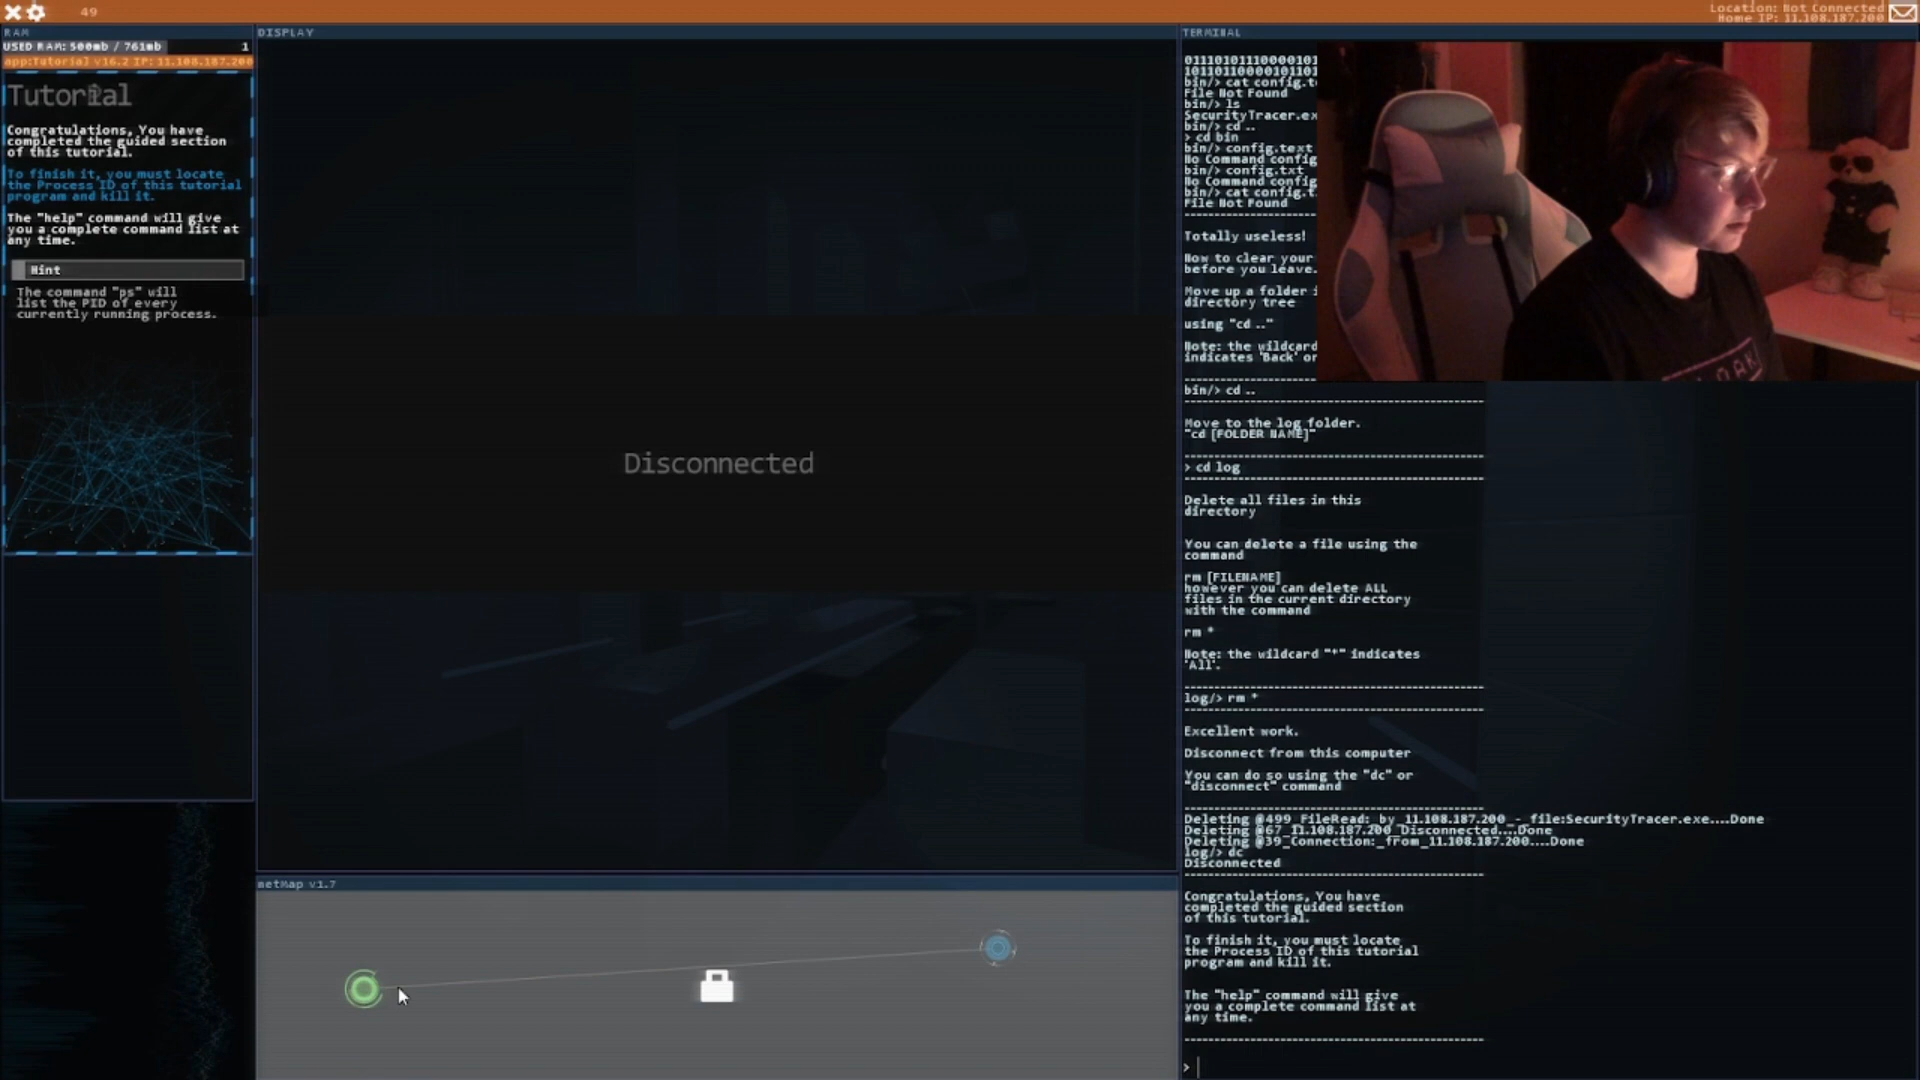 49
Location: Not Connected
Home IP: 11.108.187.200
RAM
USED RAM: 500mb / 761mb
1
app:Tutorial v16.2 IP: 11.108.187.200
Tutorial
Congratulations, You have
completed the guided section
of this tutorial.
To finish it, you must locate
the Process ID of this tutorial
program and kill it.
The "help" command will give
you a complete command list at
any time.
Hint
The command "ps" will
list the PID of every
currently running process.
DISPLAY
Disconnected
netMap v1.7
TERMINAL
0111010111000010
1011011000010110
bin/> cat config.t
File Not Found
bin/> ls
SecurityTracer.ex
bin/> cd ..
> cd bin
bin/> config.text
No Command config
bin/> config.txt
No Command config
bin/> cat config.t
File Not Found
Totally useless!
How to clear your
before you leave.
Move up a folder i
directory tree
using "cd .."
Note: the wildcard
indicates 'Back' or
bin/> cd ..
Move to the log folder.
"cd [FOLDER NAME]"
> cd log
Delete all files in this
directory
You can delete a file using the
command
rm [FILENAME]
however you can delete ALL
files in the current directory
with the command
rm *
Note: the wildcard "*" indicates
'All'.
log/> rm *
Excellent work.
Disconnect from this computer
You can do so using the "dc" or
"disconnect" command
Deleting @499_FileRead:_by_11.108.187.200_-_file:SecurityTracer.exe....Done
Deleting @67_11.108.187.200_Disconnected....Done
Deleting @39_Connection:_from_11.108.187.200....Done
log/> dc
Disconnected
Congratulations, You have
completed the guided section
of this tutorial.
To finish it, you must locate
the Process ID of this tutorial
program and kill it.
The "help" command will give
you a complete command list at
any time.
>